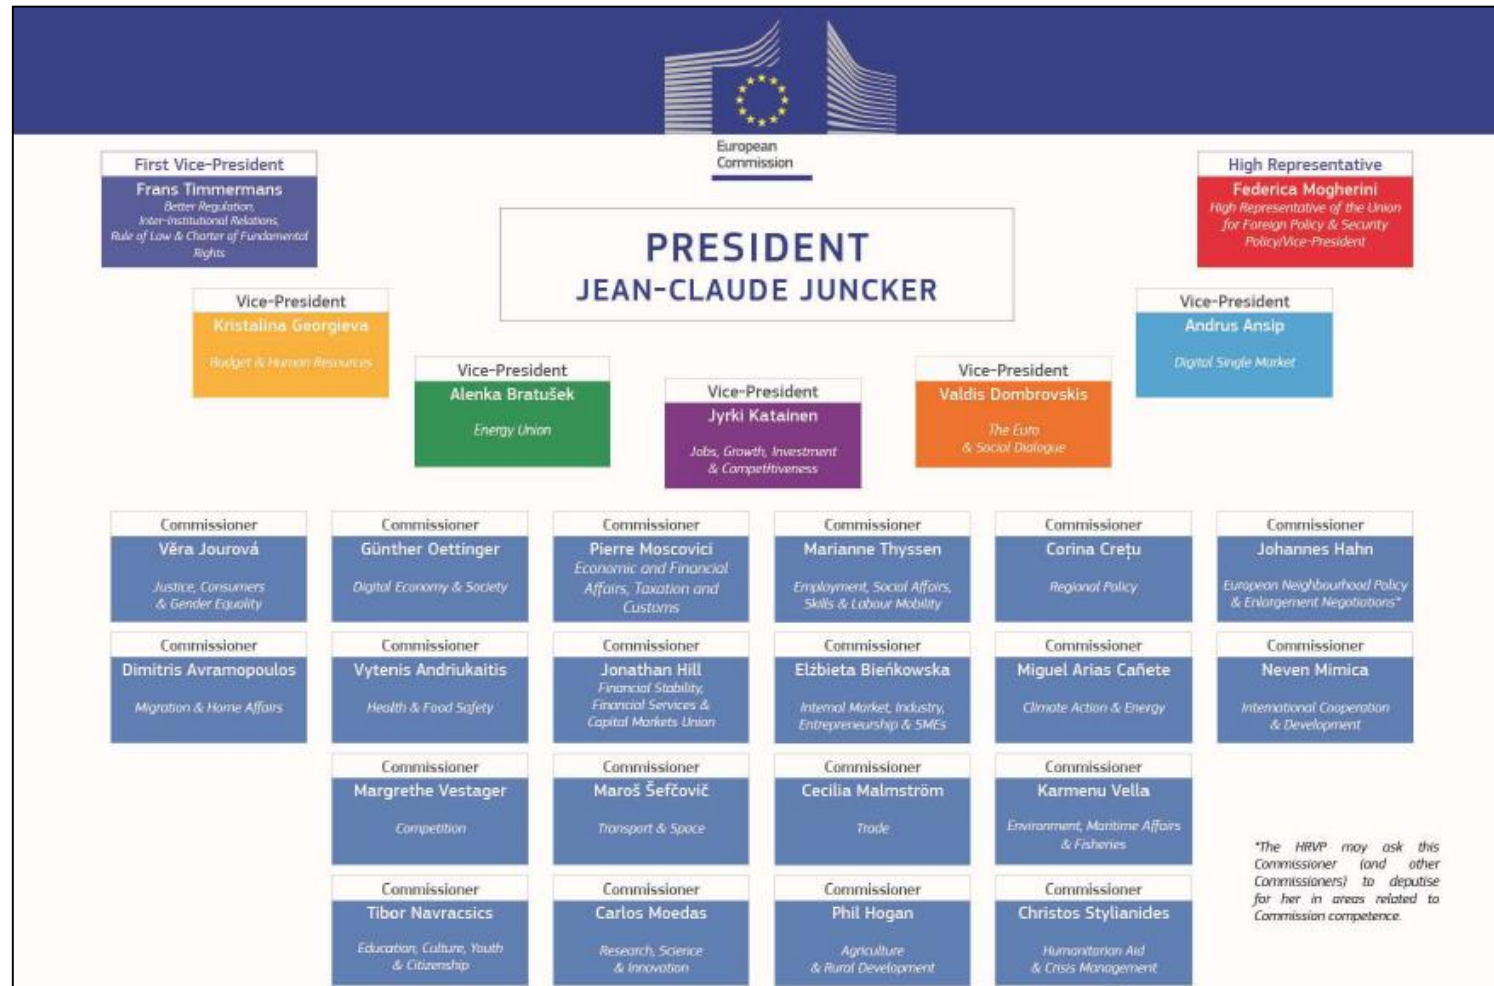 European
Commission
First Vice-President
Frans Timmermans
Better Regulation,
Inter-Institutional Relations,
Rule of Law & Charter of Fundamental
Rights
High Representative
Federica Mogherini
High Representative of the Union
for Foreign Policy & Security
Policy/Vice-President
PRESIDENT
JEAN-CLAUDE JUNCKER
Vice-President
Kristalina Georgieva
Budget & Human Resources
Vice-President
Andrus Ansip
Digital Single Market
Vice-President
Alenka Bratušek
Energy Union
Vice-President
Jyrki Katainen
Jobs, Growth, Investment
& Competitiveness
Vice-President
Valdis Dombrovskis
The Euro
& Social Dialogue
Commissioner
Věra Jourová
Justice, Consumers
& Gender Equality
Commissioner
Günther Oettinger
Digital Economy & Society
Commissioner
Pierre Moscovici
Economic and Financial
Affairs, Taxation and
Customs
Commissioner
Marianne Thyssen
Employment, Social Affairs,
Skills & Labour Mobility
Commissioner
Corina Crețu
Regional Policy
Commissioner
Johannes Hahn
European Neighbourhood Policy
& Enlargement Negotiations*
Commissioner
Dimitris Avramopoulos
Migration & Home Affairs
Commissioner
Vytenis Andriukaitis
Health & Food Safety
Commissioner
Jonathan Hill
Financial Stability,
Financial Services &
Capital Markets Union
Commissioner
Elżbieta Bieńkowska
Internal Market, Industry,
Entrepreneurship & SMEs
Commissioner
Miguel Arias Cañete
Climate Action & Energy
Commissioner
Neven Mimica
International Cooperation
& Development
Commissioner
Margrethe Vestager
Competition
Commissioner
Maroš Šefčovič
Transport & Space
Commissioner
Cecilia Malmström
Trade
Commissioner
Karmenu Vella
Environment, Maritime Affairs
& Fisheries
Commissioner
Tibor Navracsics
Education, Culture, Youth
& Citizenship
Commissioner
Carlos Moedas
Research, Science
& Innovation
Commissioner
Phil Hogan
Agriculture
& Rural Development
Commissioner
Christos Stylianides
Humanitarian Aid
& Crisis Management
*The HRVP may ask this
Commissioner (and other
Commissioners) to deputise
for her in areas related to
Commission competence.